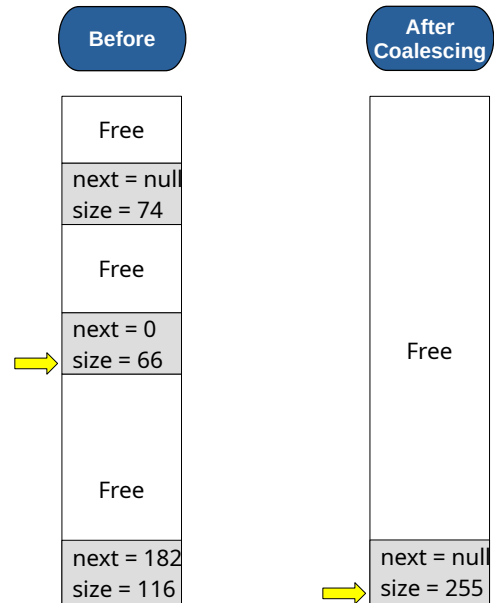 Before
Free
next = null
size = 74
Free
next = 0
size = 66
Free
next = 182
size = 116
After
Coalescing
Free
next = null
size = 255